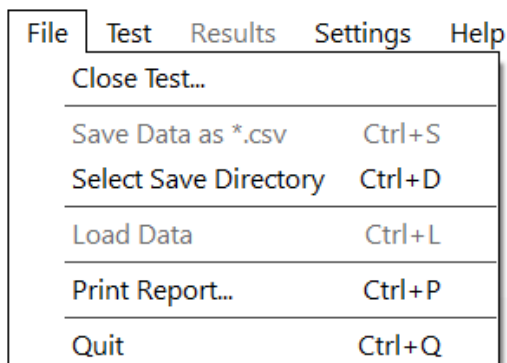 File Test Results Settings Help
Close Test...
Save Data as *.csv Ctrl+S
Select Save Directory Ctrl+D
Load Data Ctrl+L
Print Report... Ctrl+P
Quit Ctrl+Q